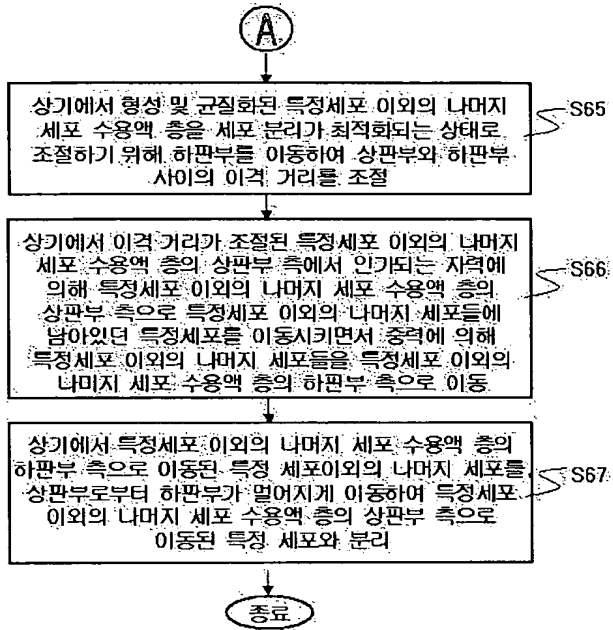 A
상기에서 형성 및 균질화된 특정세포 이외의 나머지
세포 수용액 층을 세포 분리가 최적화되는 상태로
조절하기 위해 하판부를 이동하여 상판부와 하판부
사이의 이격 거리를 조절
S65
상기에서 이격 거리가 조절된 특정세포 이외의 나머지
세포 수용액 층의 상판부 측에서 인가되는 자력에
의해 특정세포 이외의 나머지 세포 수용액 층의
상판부 측으로 특정세포 이외의 나머지 세포들에
남아있던 특정세포를 이동시키면서 중력에 의해
특정세포 이외의 나머지 세포들을 특정세포 이외의
나머지 세포 수용액 층의 하판부 측으로 이동
S66
상기에서 특정세포 이외의 나머지 세포 수용액 층의
하판부 측으로 이동된 특정 세포이외의 나머지 세포를
상판부로부터 하판부가 멀어지게 이동하여 특정세포
이외의 나머지 세포 수용액 층의 상판부 측으로
이동된 특정 세포와 분리
S67
종료